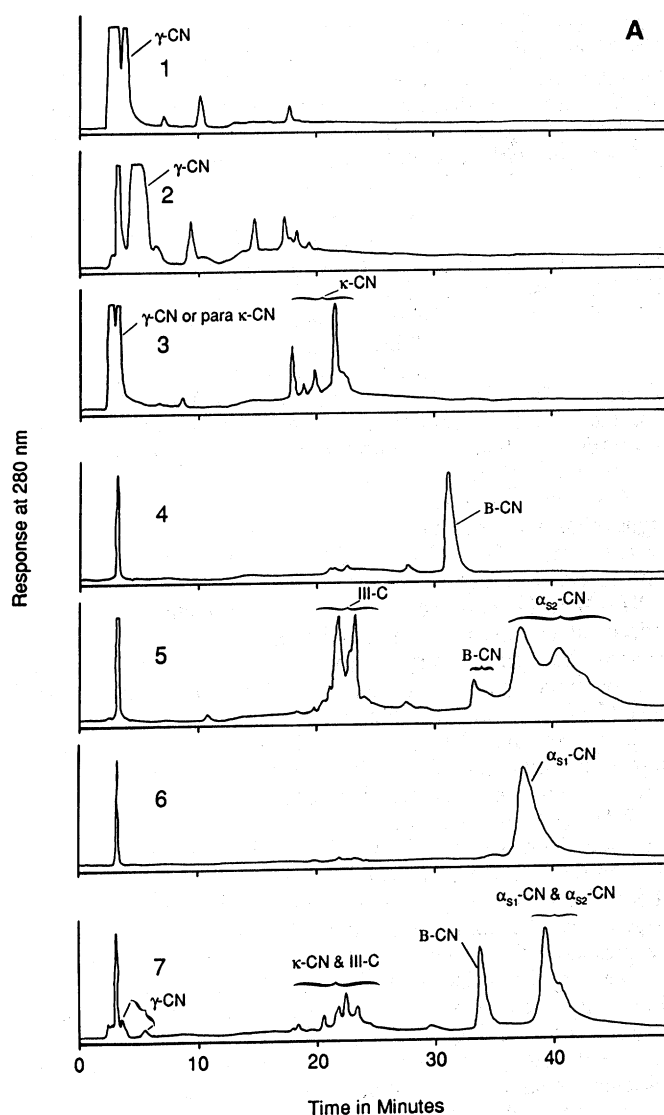 A
γ-CN
1
γ-CN
2
κ-CN
γ-CN or para κ-CN
3
4
B-CN
III-C
αS2-CN
5
B-CN
αS1-CN
6
αS1-CN & αS2-CN
B-CN
κ-CN & III-C
7
γ-CN
0 10 20 30 40
Time in Minutes
Response at 280 nm